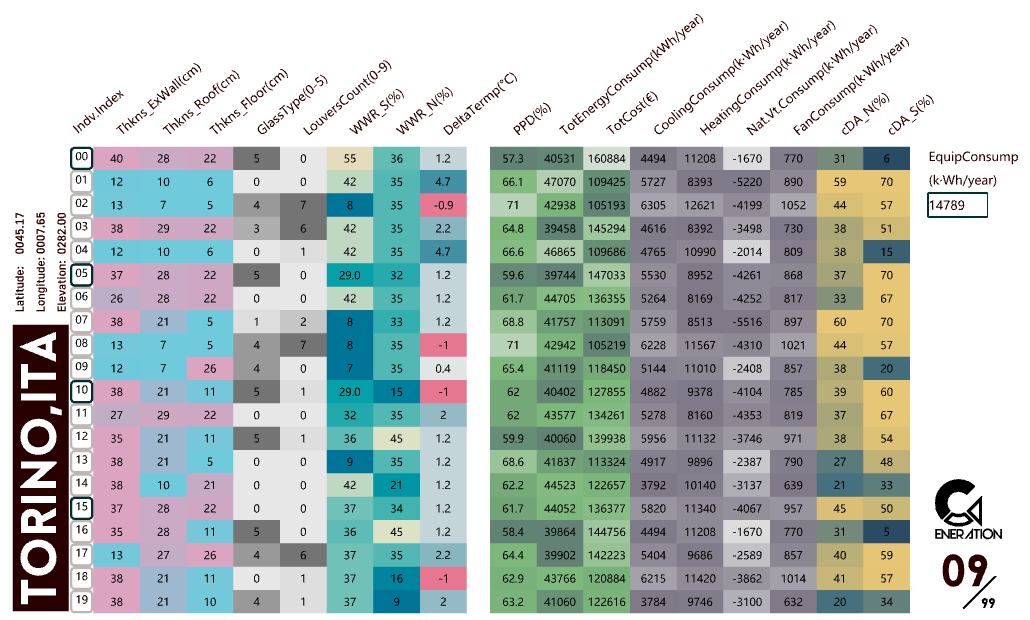 Indv.Index Thkns_ExWall(cm) Thkns_Roof(cm) Thkns_Floor(cm) GlassType(0-5) LouversCount(0-9) WWR_S(%) WWR_N(%) DeltaTermp(°C) PPD(%) TotEnergyConsump(kWh/year) TotCost(€) CoolingConsump(k·Wh/year) HeatingConsump(k·Wh/year) Nat.Vt.Consump(k·Wh/year) FanConsump(k·Wh/year) cDA_N(%) cDA_S(%)
00 40 28 22 5 0 55 36 1.2 57.3 40531 160884 4494 11208 -1670 770 31 6
01 12 10 6 0 0 42 35 4.7 66.1 47070 109425 5727 8393 -5220 890 59 70
02 13 7 5 4 7 8 35 -0.9 71 42938 105193 6305 12621 -4199 1052 44 57
03 38 29 22 3 6 42 35 2.2 64.8 39458 145294 4616 8392 -3498 730 38 51
04 12 10 6 0 1 42 35 4.7 66.6 46865 109686 4765 10990 -2014 809 38 15
05 37 28 22 5 0 29.0 32 1.2 59.6 39744 147033 5530 8952 -4261 868 37 70
06 26 28 22 0 0 42 35 1.2 61.7 44705 136355 5264 8169 -4252 817 33 67
07 38 21 5 1 2 8 33 1.2 68.8 41757 113091 5759 8513 -5516 897 60 70
08 13 7 5 4 7 8 35 -1 71 42942 105219 6228 11567 -4310 1021 44 57
09 12 7 26 4 0 7 35 0.4 65.4 41119 118450 5144 11010 -2408 857 38 20
10 38 21 11 5 1 29.0 15 -1 62 40402 127855 4882 9378 -4104 785 39 60
11 27 29 22 0 0 32 35 2 62 43577 134261 5278 8160 -4353 819 37 67
12 35 21 11 5 1 36 45 1.2 59.9 40060 139938 5956 11132 -3746 971 38 54
13 38 21 5 0 0 9 35 1.2 68.6 41837 113324 4917 9896 -2387 790 27 48
14 38 10 21 0 0 42 21 1.2 62.2 44523 122657 3792 10140 -3137 639 21 33
15 37 28 22 0 0 37 34 1.2 61.7 44052 136377 5820 11340 -4067 957 45 50
16 35 28 11 5 0 36 45 1.2 58.4 39864 144756 4494 11208 -1670 770 31 5
17 13 27 26 4 6 37 35 2.2 64.4 39902 142223 5404 9686 -2589 857 40 59
18 38 21 11 0 1 37 16 -1 62.9 43766 120884 6215 11420 -3862 1014 41 57
19 38 21 10 4 1 37 9 2 63.2 41060 122616 3784 9746 -3100 632 20 34
EquipConsump
(k·Wh/year)
14789
Latitude: 0045.17
Longitude: 0007.65
Elevation: 0282.00
TORINO,ITA
ENERATION
09/99